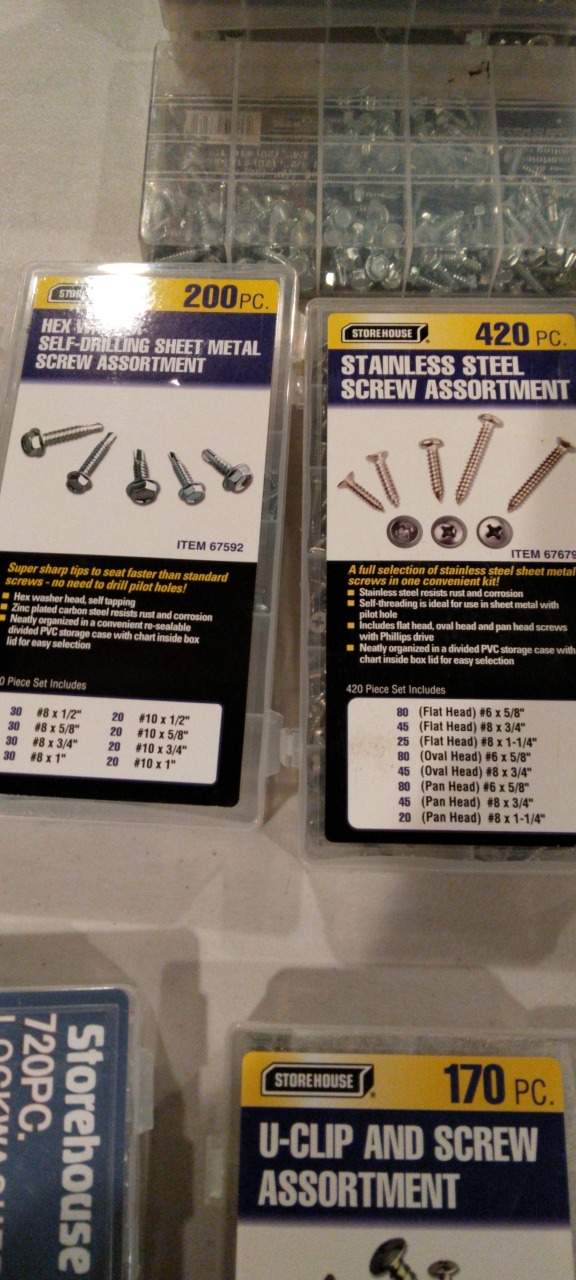 200 PC.
HEX
SELF-DRILLING SHEET METAL
SCREW ASSORTMENT
ITEM 67592
Super sharp tips to seat faster than standard
screws - no need to drill pilot holes!
Hex washer head, self tapping
Zinc plated carbon steel resists rust and corrosion
Neatly organized in a convenient re-sealable
divided PVC storage case with chart inside box
lid for easy selection
0 Piece Set Includes
30 #8 x 1/2"
30 #8 x 5/8"
30 #8 x 3/4"
30 #8 x 1"
20 #10 x 1/2"
20 #10 x 5/8"
20 #10 x 3/4"
20 #10 x 1"
STOREHOUSE
420 PC.
STAINLESS STEEL
SCREW ASSORTMENT
ITEM 67679
A full selection of stainless steel sheet metal
screws in one convenient kit!
Stainless steel resists rust and corrosion
Self-threading is ideal for use in sheet metal with
pilot hole
Includes flat head, oval head and pan head screws
with Phillips drive
Neatly organized in a divided PVC storage case with
chart inside box lid for easy selection
420 Piece Set Includes
80 (Flat Head) #6 x 5/8"
45 (Flat Head) #8 x 3/4"
25 (Flat Head) #8 x 1-1/4"
80 (Oval Head) #6 x 5/8"
45 (Oval Head) #8 x 3/4"
80 (Pan Head) #6 x 5/8"
45 (Pan Head) #8 x 3/4"
20 (Pan Head) #8 x 1-1/4"
Storehouse
720PC.
STOREHOUSE
170 PC.
U-CLIP AND SCREW
ASSORTMENT